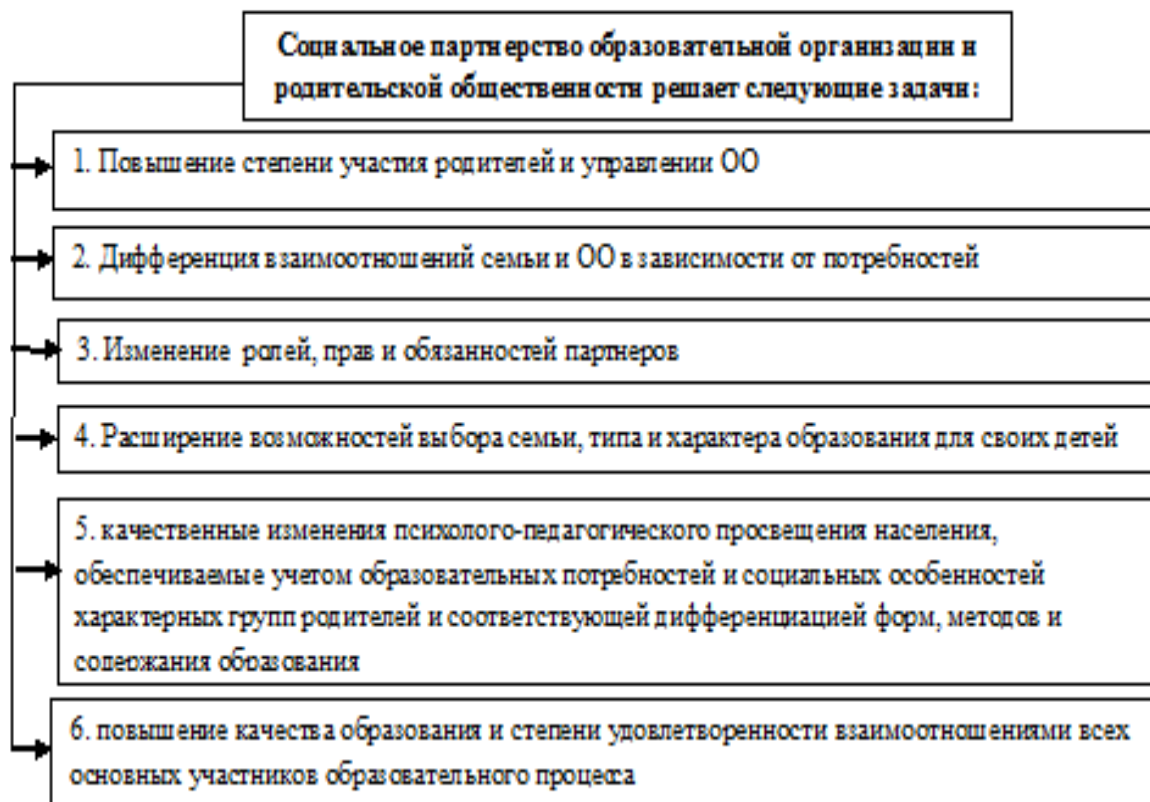 Социальное партнерство образовательной организации и
родительской общественности решает следующие задачи:
1. Повышение степени участия родителей и управлении ОО
2. Дифференция взаимоотношений семьи и ОО в зависимости от потребностей
3. Изменение ролей, прав и обязанностей партнеров
4. Расширение возможностей выбора семьи, типа и характера образования для своих детей
5. качественные изменения психолого-педагогического просвещения населения,
обеспечиваемые учетом образовательных потребностей и социальных особенностей
характерных групп родителей и соответствующей дифференциацией форм, методов и
содержания образования
6. повышение качества образования и степени удовлетворенности взаимоотношениями всех
основных участников образовательного процесса